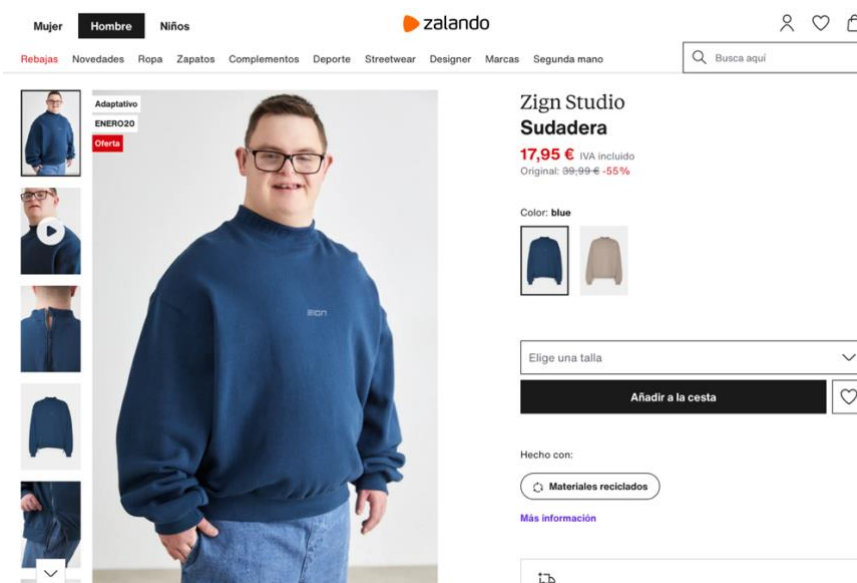 Mujer Hombre Niños
zalando
Rebajas Novedades Ropa Zapatos Complementos Deporte Streetwear Designer Marcas Segunda mano
Busca aquí
Adaptativo
ENERO20
Oferta
zign
Zign Studio
Sudadera
17,95 € IVA incluido
Original: 39,99 € -55%
Color: blue
Elige una talla
Añadir a la cesta
Hecho con:
Materiales reciclados
Más información